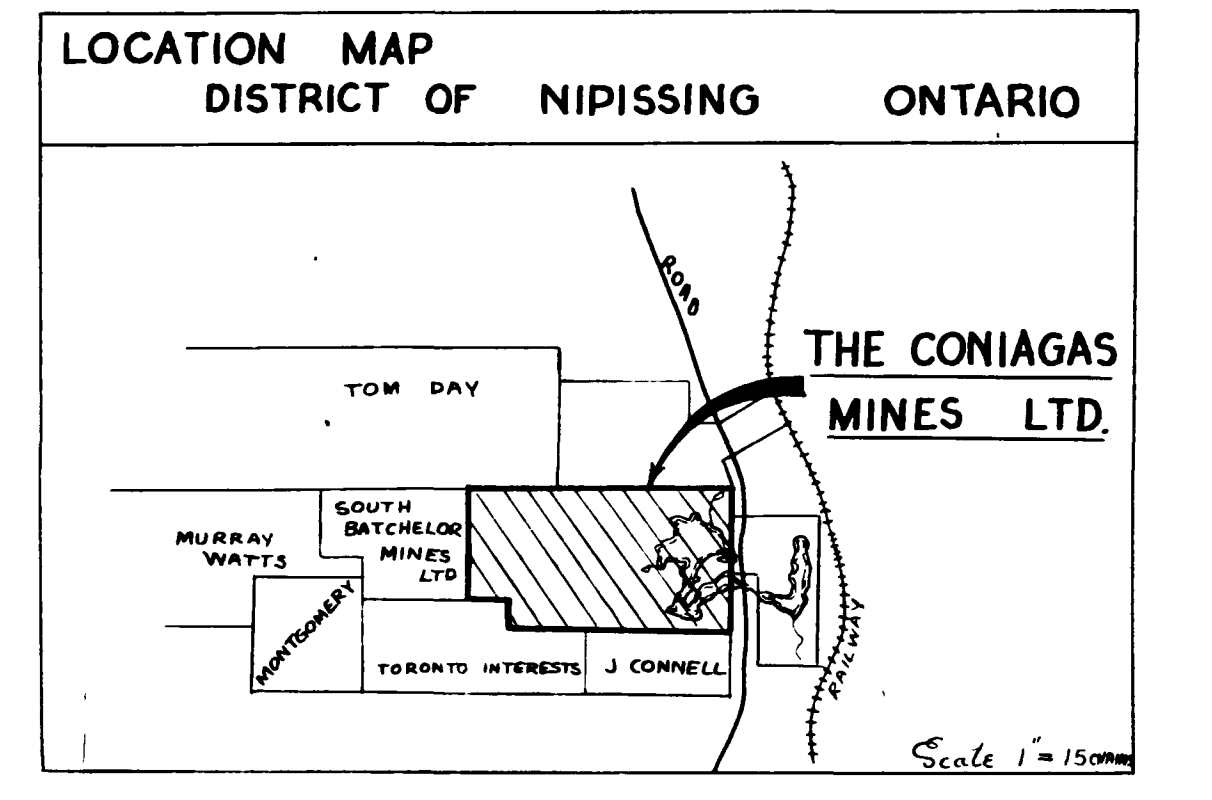 LOCATION MAP
DISTRICT OF NIPISSING ONTARIO
ROAD
THE CONIAGAS
MINES LTD.
TOM DAY
SOUTH
BATCHELOR
MINES
LTD
MURRAY
WATTS
MONTGOMERY
TORONTO INTERESTS
J CONNELL
RAILWAY
Scale 1" = 15 CHAINS